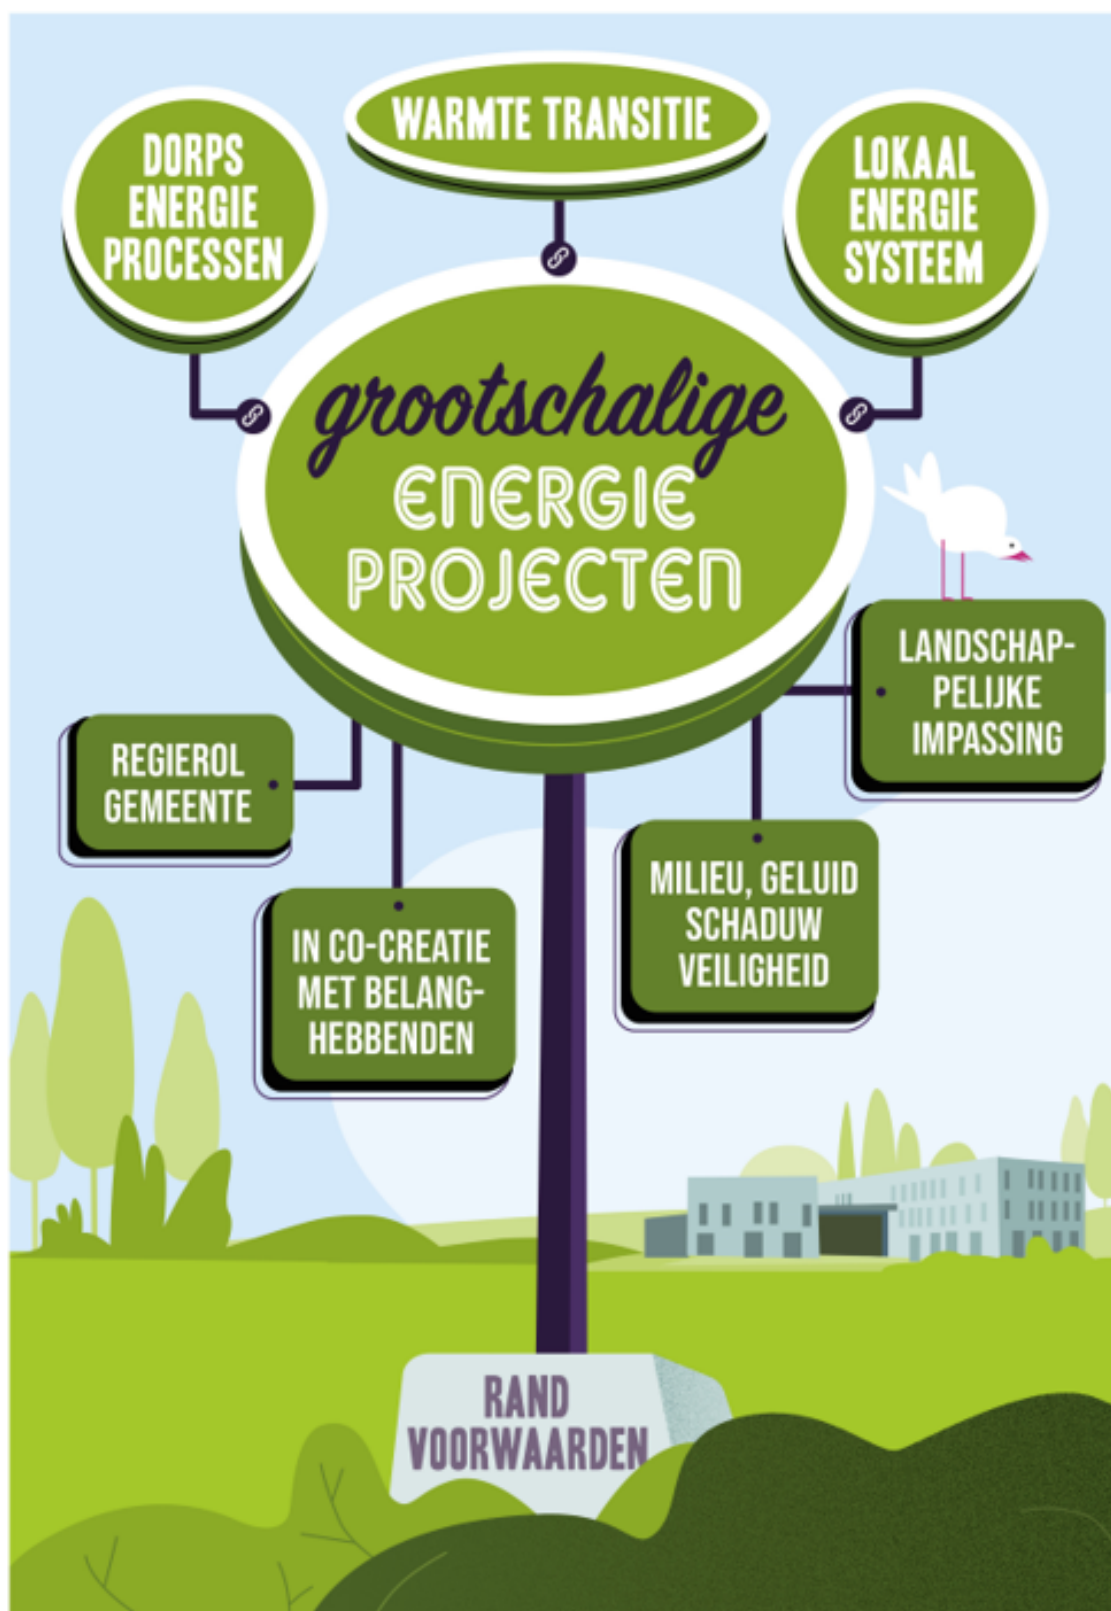 WARMTE TRANSITIE
DORPS
ENERGIE
PROCESSEN
LOKAAL
ENERGIE
SYSTEEM
grootschalige
ENERGIE
PROJECTEN
LANDSCHAP-
PELIJKE
IMPASSING
REGIEROL
GEMEENTE
MILIEU, GELUID
SCHADUW
VEILIGHEID
IN CO-CREATIE
MET BELANG-
HEBBENDEN
RAND
VOORWAARDEN